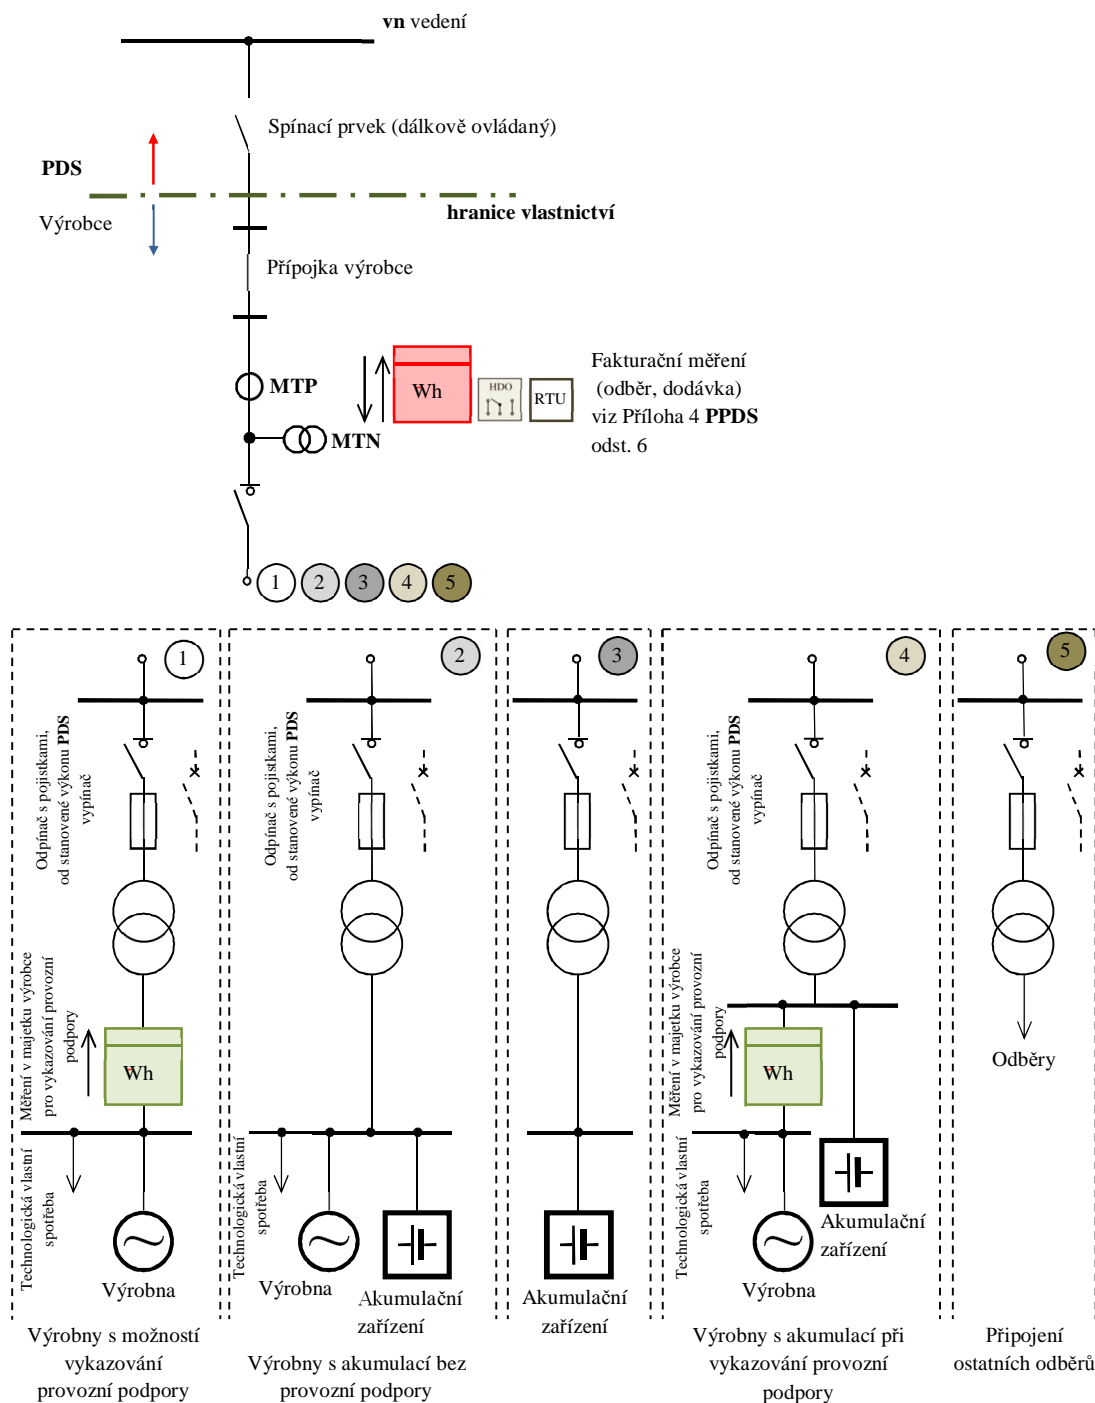 vn vedení
Spínací prvek (dálkově ovládaný)
PDS
hranice vlastnictví
Výrobce
Přípojka výrobce
MTP
Wh
HDO
RTU
Fakturační měření
(odběr, dodávka)
viz Příloha 4 PPDS
odst. 6
MTN
1
2
3
4
5
1
Odpínač s pojistkami,
od stanovené výkonu PDS
vypínač
Měření v majetku výrobce
pro vykazování provozní
podpory
Wh
Technologická vlastní
spotřeba
Výrobna
Výrobny s možností
vykazování
provozní podpory
2
Odpínač s pojistkami,
od stanovené výkonu PDS
vypínač
Technologická vlastní
spotřeba
Výrobna
Akumulační
zařízení
Výrobny s akumulací bez
provozní podpory
3
Akumulační
zařízení
4
Odpínač s pojistkami,
od stanovené výkonu PDS
vypínač
Měření v majetku výrobce
pro vykazování provozní
podpory
Wh
Technologická vlastní
spotřeba
Výrobna
Akumulační
zařízení
Výrobny s akumulací při
vykazování provozní
podpory
5
Odběry
Připojení
ostatních odběrů